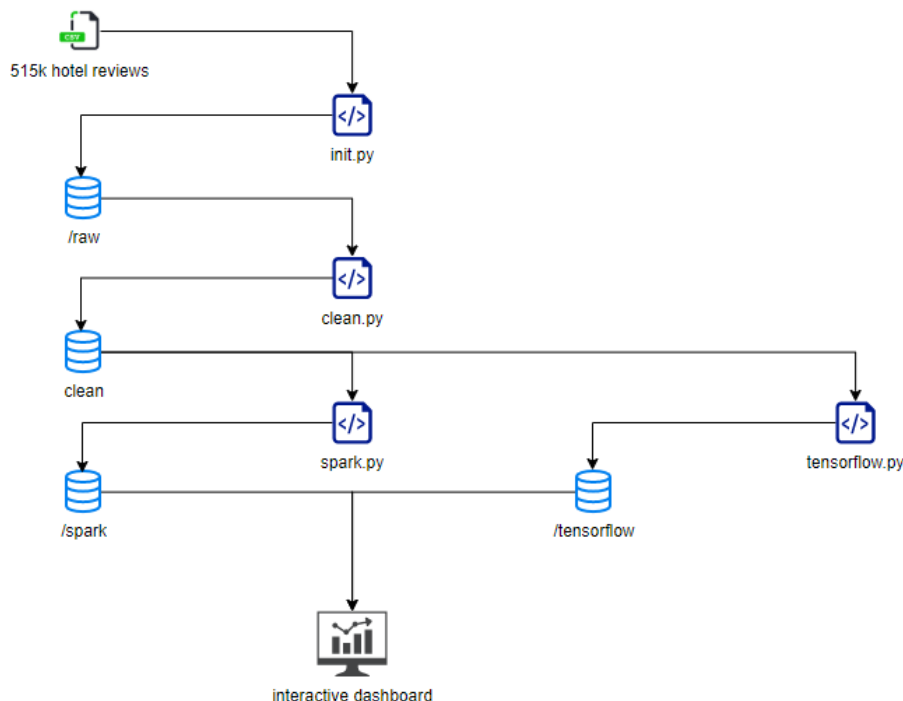 CSV
515k hotel reviews
</>
init.py
/raw
</>
clean.py
clean
</>
</>
spark.py
tensorflow.py
/spark
/tensorflow
interactive dashboard